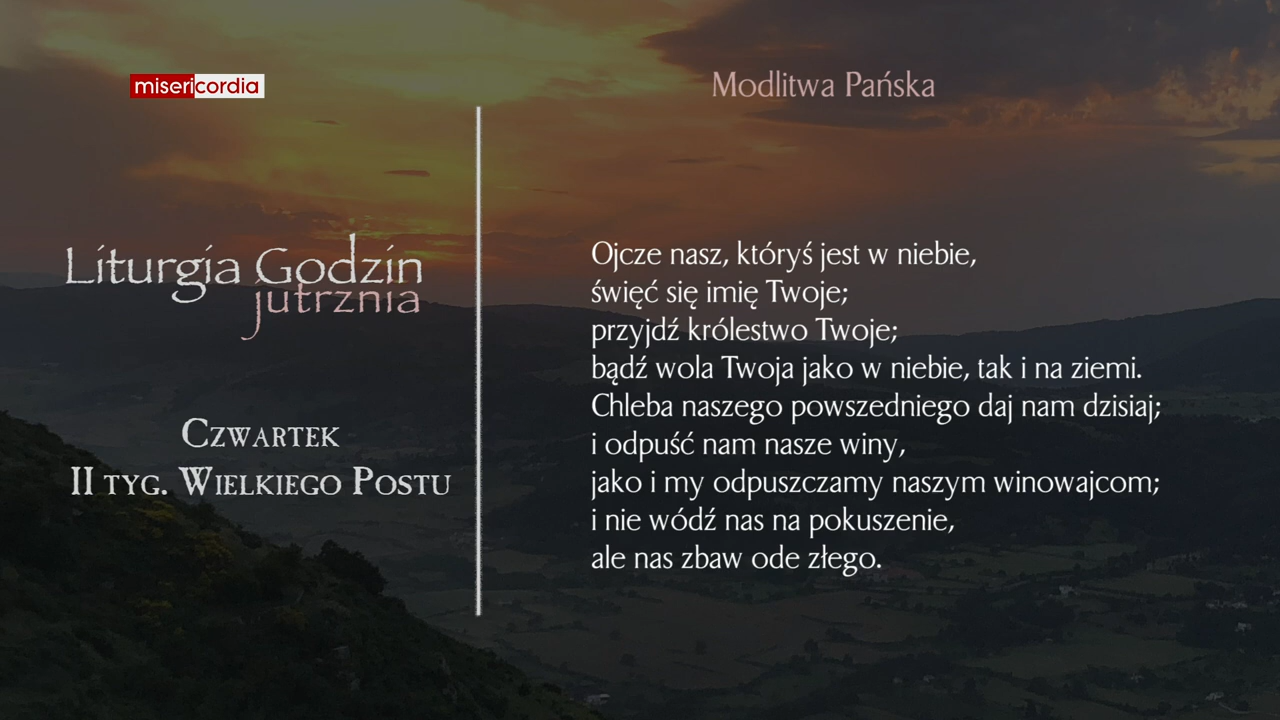 misericordia
Liturgia Godzin
jutrznia
Czwartek
II tyg. Wielkiego Postu
Modlitwa Pańska
Ojcze nasz, któryś jest w niebie,
święć się imię Twoje;
przyjdź królestwo Twoje;
bądź wola Twoja jako w niebie, tak i na ziemi.
Chleba naszego powszedniego daj nam dzisiaj;
i odpuść nam nasze winy,
jako i my odpuszczamy naszym winowajcom;
i nie wódź nas na pokuszenie,
ale nas zbaw ode złego.